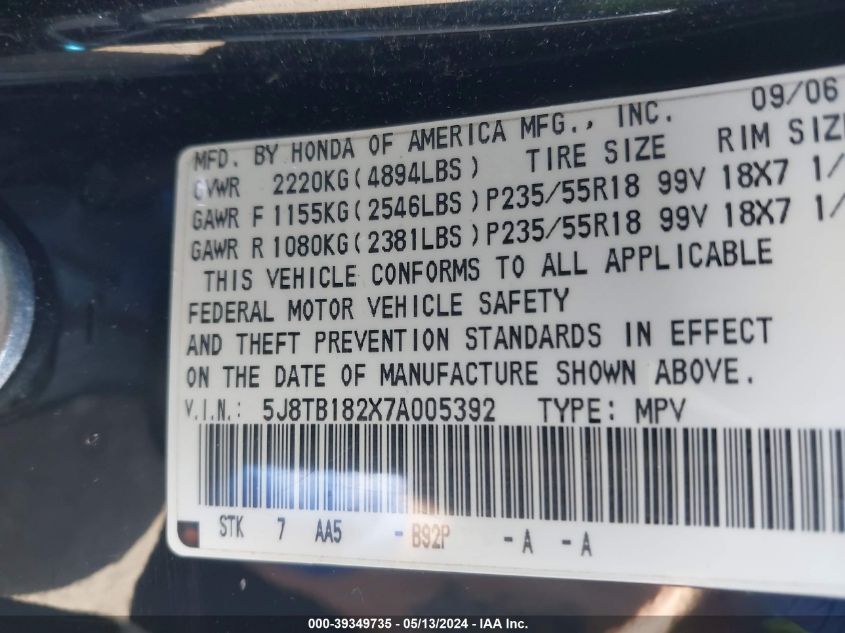 09/06
MFD. BY HONDA OF AMERICA MFG., INC.
GVWR 2220KG(4894LBS) TIRE SIZE RIM SIZE
GAWR F 1155KG(2546LBS) P235/55R18 99V 18X7 1/
GAWR R 1080KG(2381LBS) P235/55R18 99V 18X7 1/
THIS VEHICLE CONFORMS TO ALL APPLICABLE
FEDERAL MOTOR VEHICLE SAFETY
AND THEFT PREVENTION STANDARDS IN EFFECT
ON THE DATE OF MANUFACTURE SHOWN ABOVE.
V.I.N.: 5J8TB182X7A005392 TYPE: MPV
STK 7 AA5 - B92P - A - A
000-39349735 - 05/13/2024 - IAA Inc.